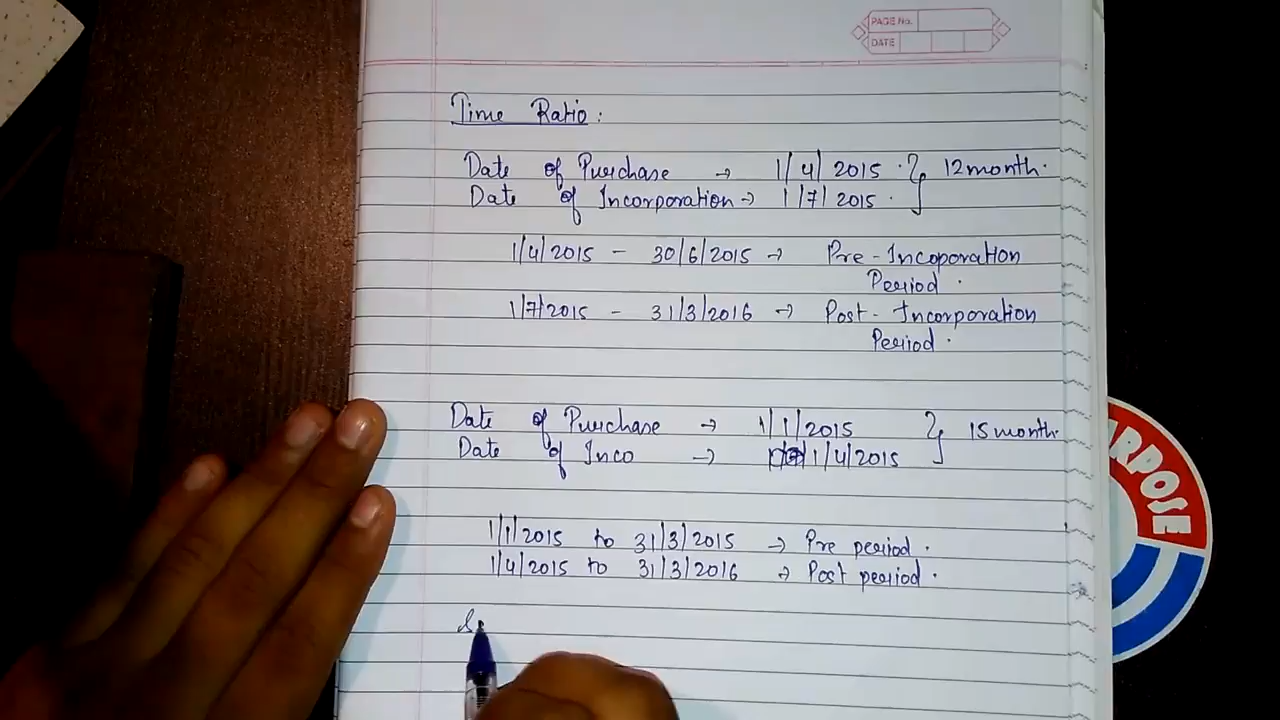 PAGE No.
DATE
Time Ratio:
Date of Purchase → 1/4/2015 } 12 month.
Date of Incorporation → 1/7/2015.
1/4/2015 - 30/6/2015 → Pre-Incoporation
Period.
1/7/2015 - 31/3/2016 → Post-Incorporation
Period.
Date of Purchase → 1/1/2015 } 15 month.
Date of Inco → 1/4/2015
1/1/2015 to 31/3/2015 → Pre period.
1/4/2015 to 31/3/2016 → Post period.
RPOSE